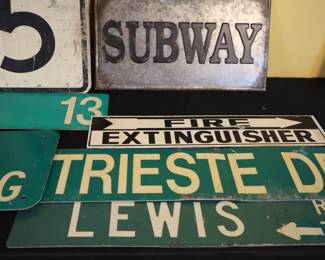 5
SUBWAY
13
FIRE
EXTINGUISHER
G
TRIESTE D
LEWIS R